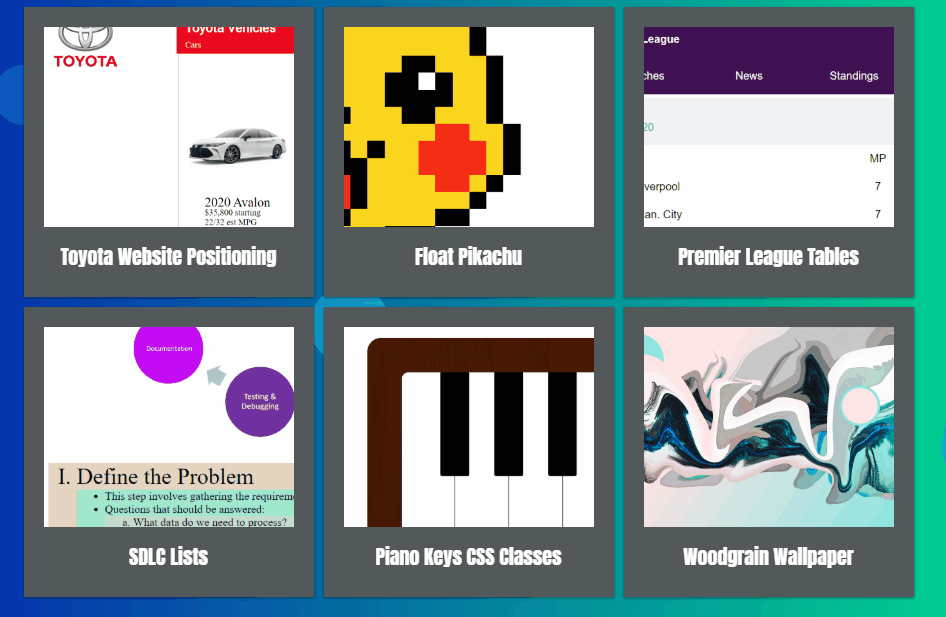 Toyota Vehicles
Cars
TOYOTA
2020 Avalon
$35,800 starting
22/32 est MPG
Toyota Website Positioning
Float Pikachu
League
ches News Standings
20
MP
verpool 7
an. City 7
Premier League Tables
Documentation
Testing &
Debugging
I. Define the Problem
• This step involves gathering the requirem
• Questions that should be answered:
a. What data do we need to process?
SDLC Lists
Piano Keys CSS Classes
Woodgrain Wallpaper